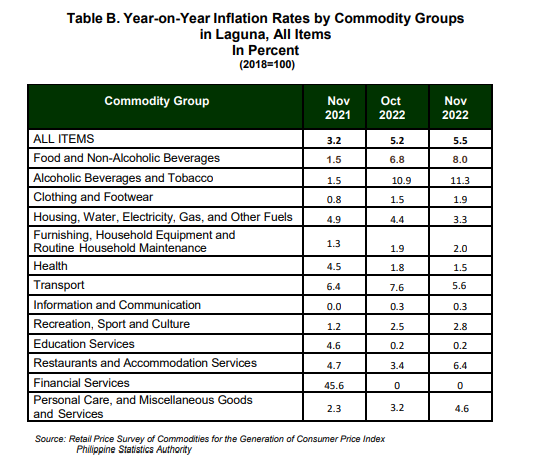 Table B. Year-on-Year Inflation Rates by Commodity Groups
in Laguna, All Items
In Percent
(2018=100)
Commodity Group Nov 2021 Oct 2022 Nov 2022
ALL ITEMS 3.2 5.2 5.5
Food and Non-Alcoholic Beverages 1.5 6.8 8.0
Alcoholic Beverages and Tobacco 1.5 10.9 11.3
Clothing and Footwear 0.8 1.5 1.9
Housing, Water, Electricity, Gas, and Other Fuels 4.9 4.4 3.3
Furnishing, Household Equipment and
Routine Household Maintenance 1.3 1.9 2.0
Health 4.5 1.8 1.5
Transport 6.4 7.6 5.6
Information and Communication 0.0 0.3 0.3
Recreation, Sport and Culture 1.2 2.5 2.8
Education Services 4.6 0.2 0.2
Restaurants and Accommodation Services 4.7 3.4 6.4
Financial Services 45.6 0 0
Personal Care, and Miscellaneous Goods
and Services 2.3 3.2 4.6
Source: Retail Price Survey of Commodities for the Generation of Consumer Price Index
Philippine Statistics Authority